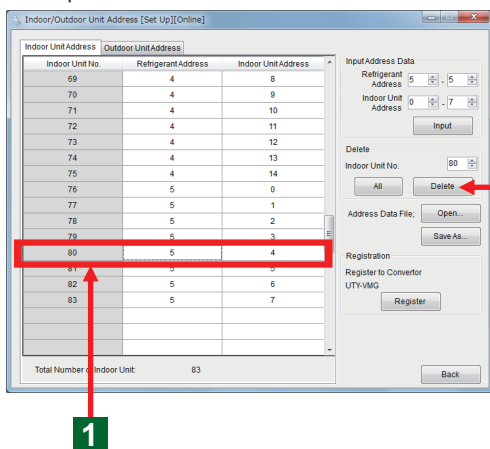 Indoor/Outdoor Unit Address [Set Up][Online]
Indoor Unit Address Outdoor Unit Address
Indoor Unit No. Refrigerant Address Indoor Unit Address
69 4 8
70 4 9
71 4 10
72 4 11
73 4 12
74 4 13
75 4 14
76 5 0
77 5 1
78 5 2
79 5 3
80 5 4
81 5 5
82 5 6
83 5 7
Total Number of Indoor Unit: 83
Input Address Data
Refrigerant Address 5 - 5
Indoor Unit Address 0 - 7
Input
Delete
Indoor Unit No. 80
All Delete
Address Data File; Open...
Save As...
Registration
Register to Convertor
UTY-VMG
Register
Back
1